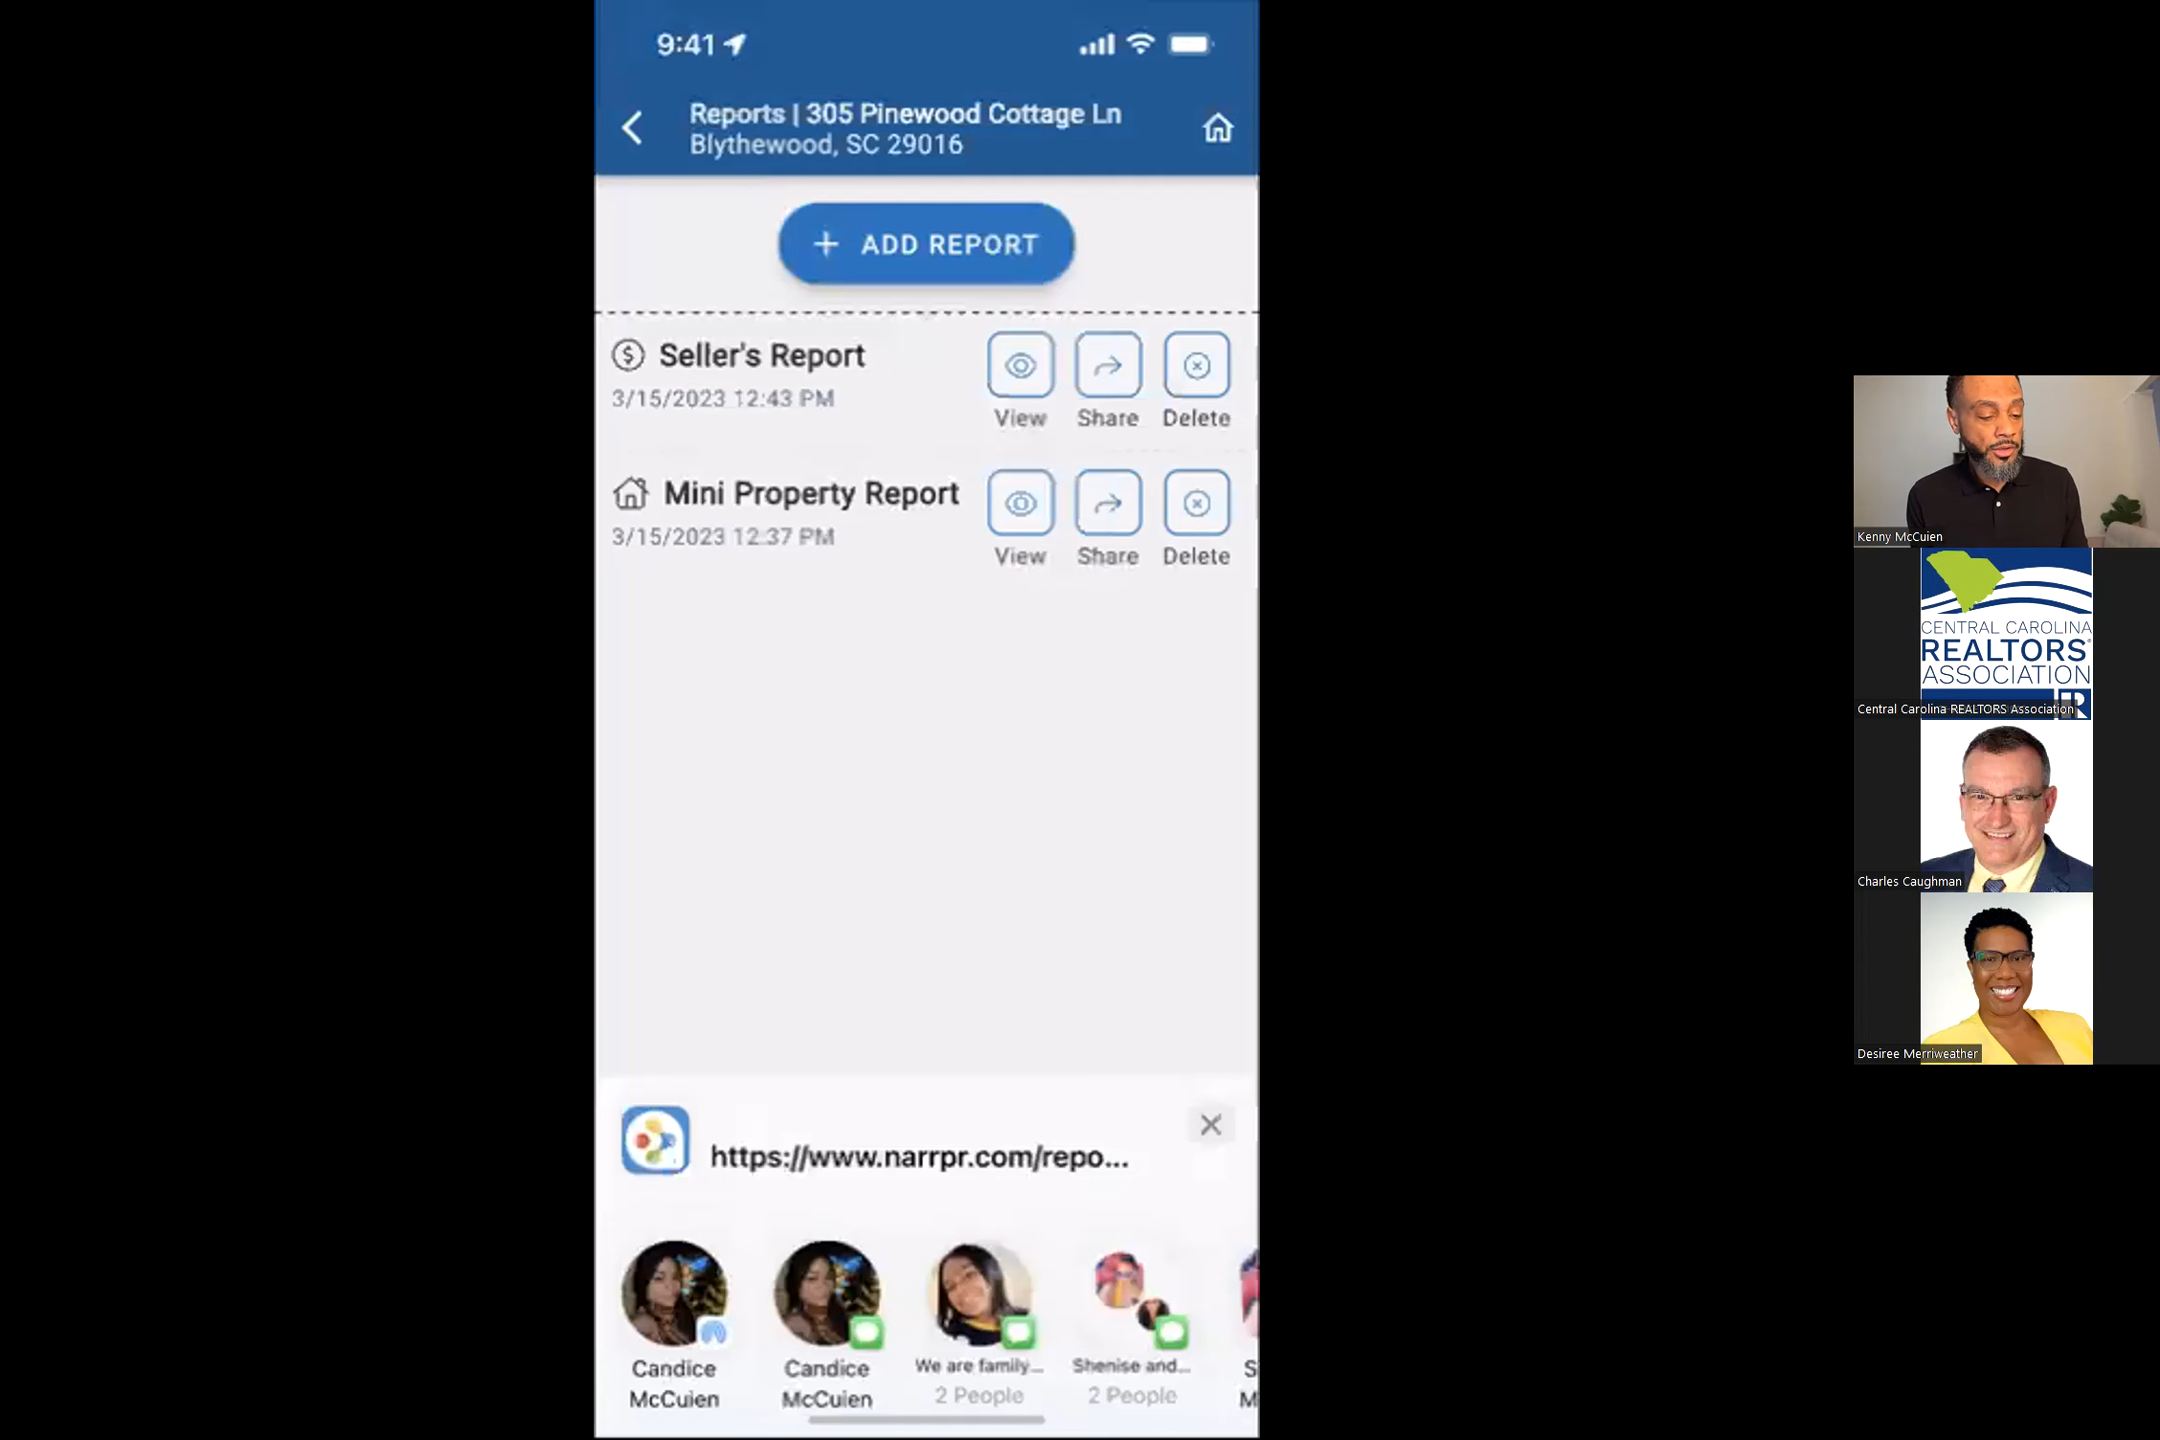 9:41
Reports | 305 Pinewood Cottage Ln
Blythewood, SC 29016
+ ADD REPORT
Seller's Report
3/15/2023 12:43 PM
View Share Delete
Mini Property Report
3/15/2023 12:37 PM
View Share Delete
https://www.narrpr.com/repo...
Candice
McCuien
Candice
McCuien
We are family...
2 People
Shenise and...
2 People
S
M
Kenny McCuien
CENTRAL CAROLINA
REALTORS®
ASSOCIATION
R
Central Carolina REALTORS Association
Charles Caughman
Desiree Merriweather